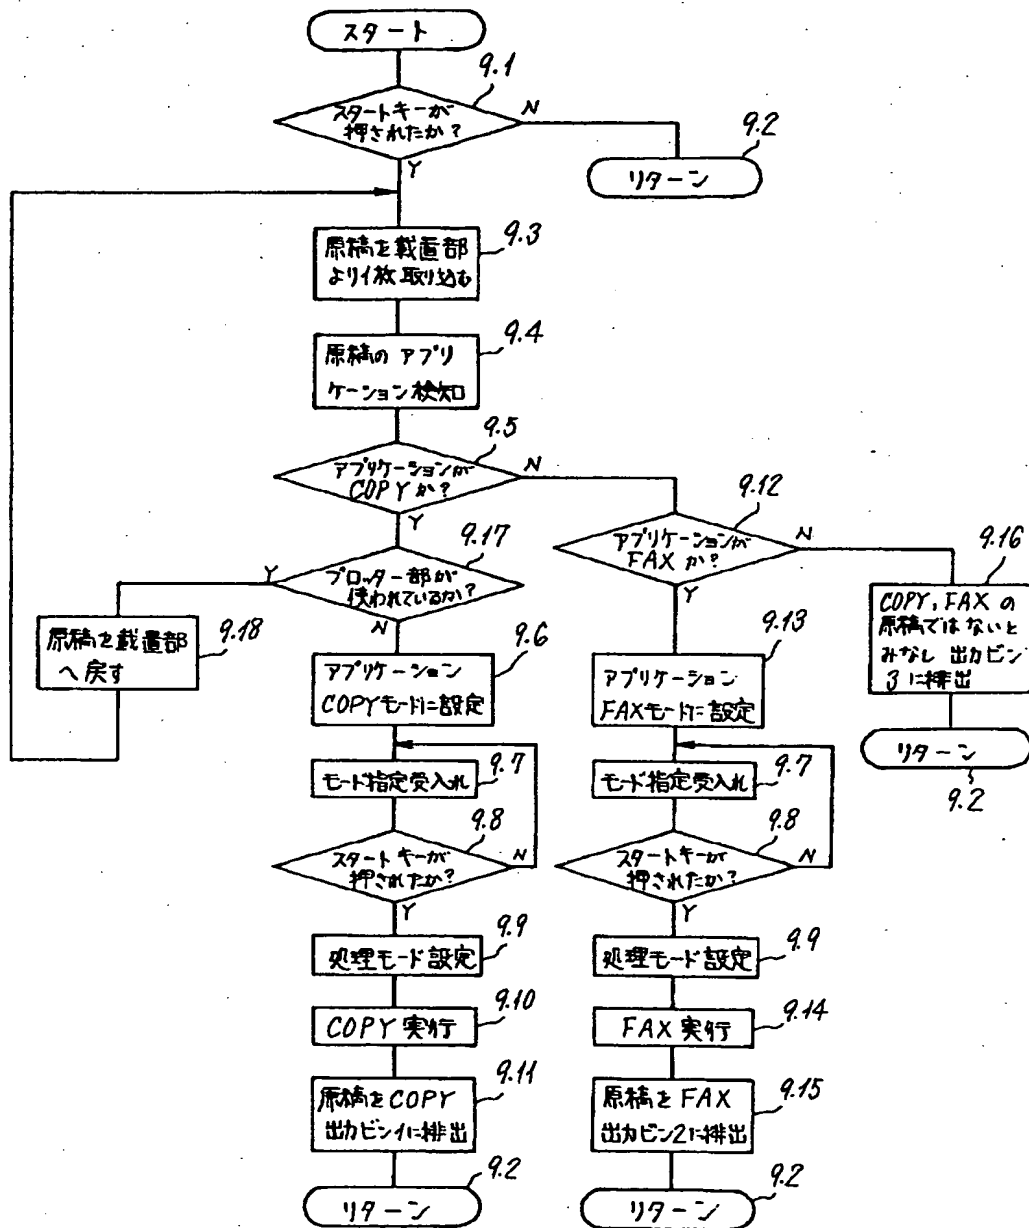 スタート
9.1
スタートキーが
押されたか?
N
Y
9.2
リターン
9.3
原稿を載置部
より1枚取り込む
9.4
原稿のアプリ
ケーション検知
9.5
アプリケーションが
COPYか?
N
Y
9.12
アプリケーションが
FAXか?
N
Y
9.16
COPY, FAXの
原稿ではないと
みなし出力ビン
3に排出
リターン
9.2
9.17
プロッター部が
使われているか?
Y
N
9.18
原稿を載置部
へ戻す
9.6
アプリケーション
COPYモードに設定
9.7
モード指定受入れ
9.8
スタートキーが
押されたか?
N
Y
9.9
処理モード設定
9.10
COPY実行
9.11
原稿をCOPY
出力ビン1に排出
9.2
リターン
9.13
アプリケーション
FAXモードに設定
9.7
モード指定受入れ
9.8
スタートキーが
押されたか?
N
Y
9.9
処理モード設定
9.14
FAX実行
9.15
原稿をFAX
出力ビン2に排出
9.2
リターン